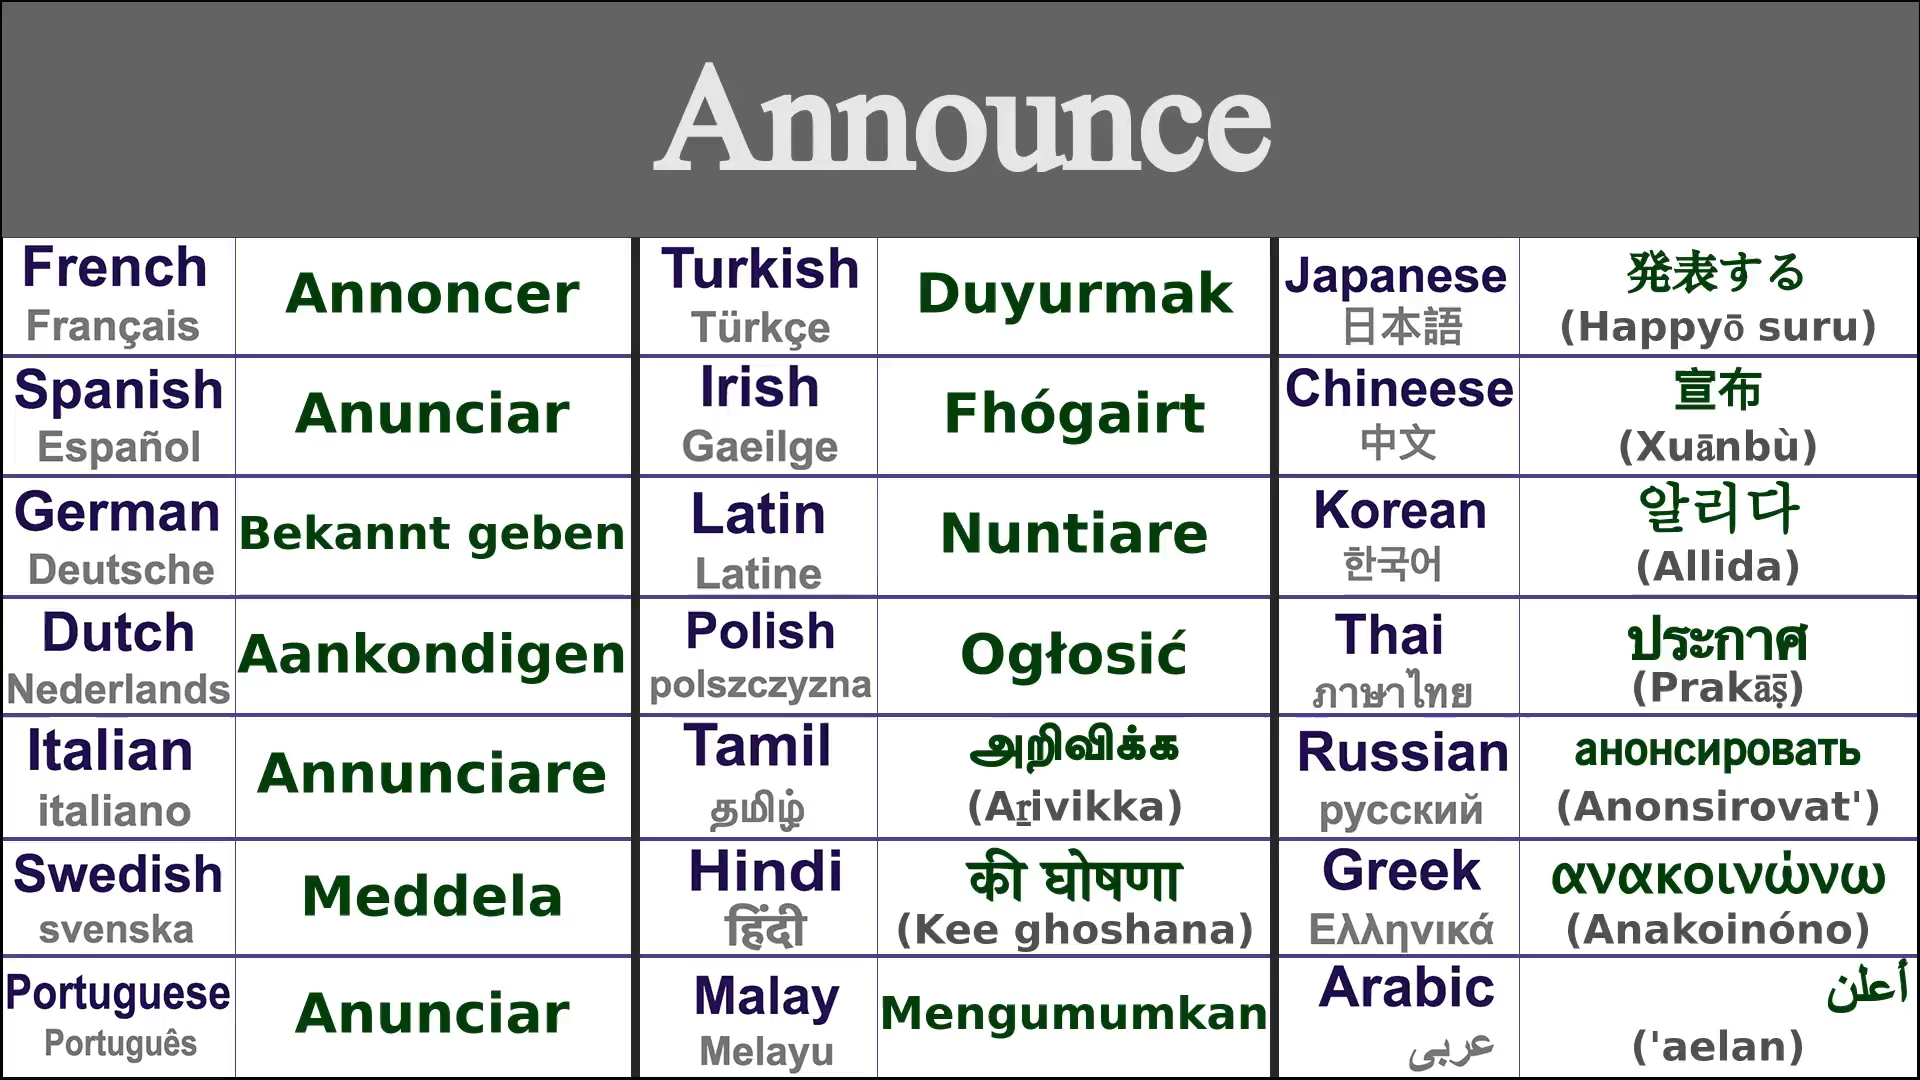 Announce
French
Français
Annoncer
Spanish
Español
Anunciar
German
Deutsche
Bekannt geben
Dutch
Nederlands
Aankondigen
Italian
italiano
Annunciare
Swedish
svenska
Meddela
Portuguese
Português
Anunciar
Turkish
Türkçe
Duyurmak
Irish
Gaeilge
Fhógairt
Latin
Latine
Nuntiare
Polish
polszczyzna
Ogłosić
Tamil
தமிழ்
அறிவிக்க
(Aṟivikka)
Hindi
हिंदी
की घोषणा
(Kee ghoshana)
Malay
Melayu
Mengumumkan
Japanese
日本語
発表する
(Happyō suru)
Chineese
中文
宣布
(Xuānbù)
Korean
한국어
알리다
(Allida)
Thai
ภาษาไทย
ประกาศ
(Prakāṣ̄)
Russian
русский
анонсировать
(Anonsirovat')
Greek
Ελληνικά
ανακοινώνω
(Anakoinóno)
Arabic
عربى
أعلن
('aelan)